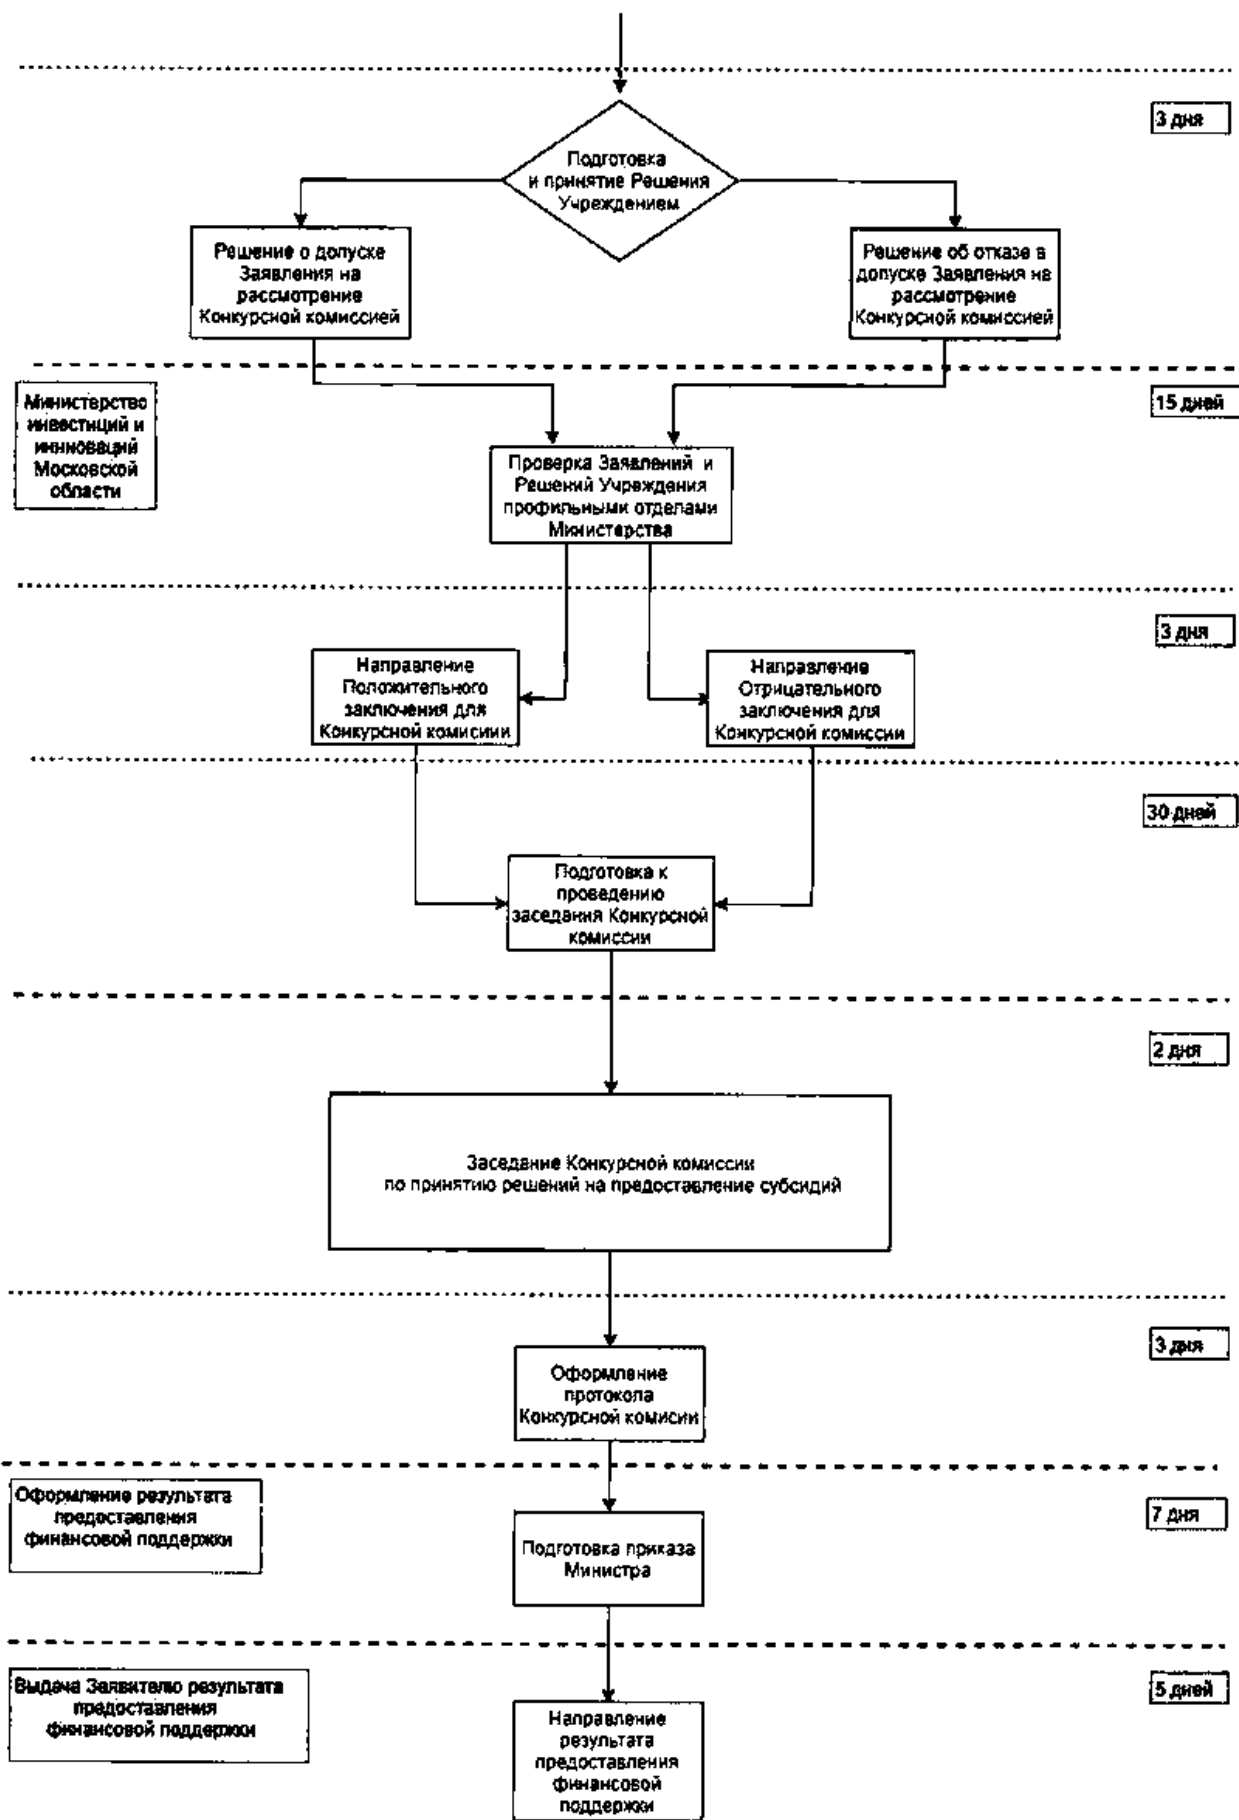 3 дня
Подготовка
и принятие Решения
Учреждением
Решение о допуске
Заявления на
рассмотрение
Конкурсной комиссией
Решение об отказе в
допуске Заявления на
рассмотрение
Конкурсной комиссией
Министерство
инвестиций и
инноваций
Московской
области
15 дней
Проверка Заявлений и
Решений Учреждения
профильными отделами
Министерства
3 дня
Направление
Положительного
заключения для
Конкурсной комисиии
Направление
Отрицательного
заключения для
Конкурсной комиссии
30 дней
Подготовка к
проведению
заседания Конкурсной
комиссии
2 дня
Заседание Конкурсной комиссии
по принятию решений на предоставление субсидий
3 дня
Оформление
протокола
Конкурсной комисии
Оформление результата
предоставления
финансовой поддержки
7 дня
Подготовка приказа
Министра
Выдача Заявителю результата
предоставления
финансовой поддержки
5 дней
Направление
результата
предоставления
финансовой
поддержки